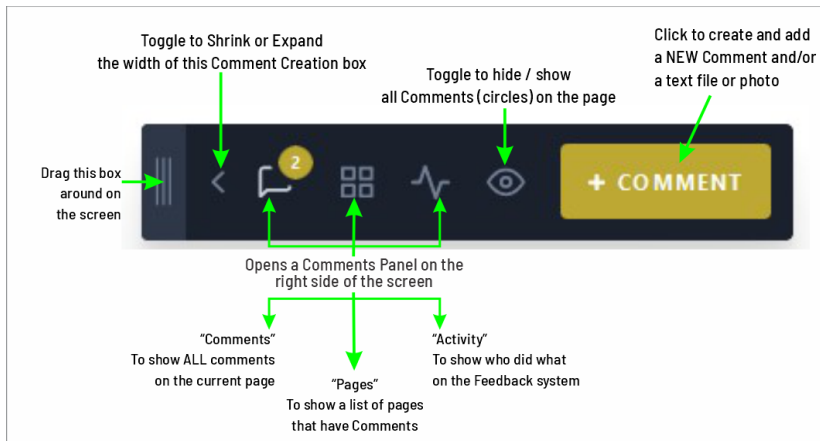 Toggle to Shrink or Expand
the width of this Comment Creation box
Toggle to hide / show
all Comments (circles) on the page
Click to create and add
a NEW Comment and/or
a text file or photo
Drag this box
around on
the screen
2
+ COMMENT
Opens a Comments Panel on the
right side of the screen
"Comments"
To show ALL comments
on the current page
"Pages"
To show a list of pages
that have Comments
"Activity"
To show who did what
on the Feedback system